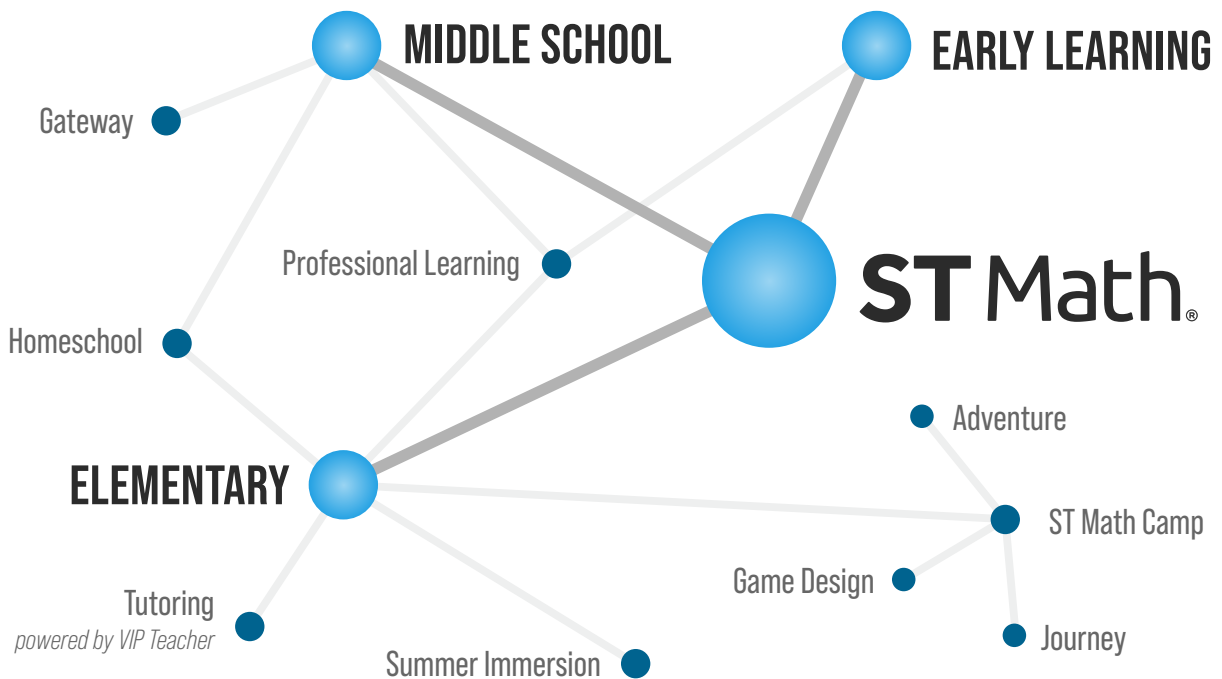 MIDDLE SCHOOL
EARLY LEARNING
Gateway
Professional Learning
ST Math®
Homeschool
Adventure
ELEMENTARY
ST Math Camp
Game Design
Tutoring
powered by VIP Teacher
Journey
Summer Immersion